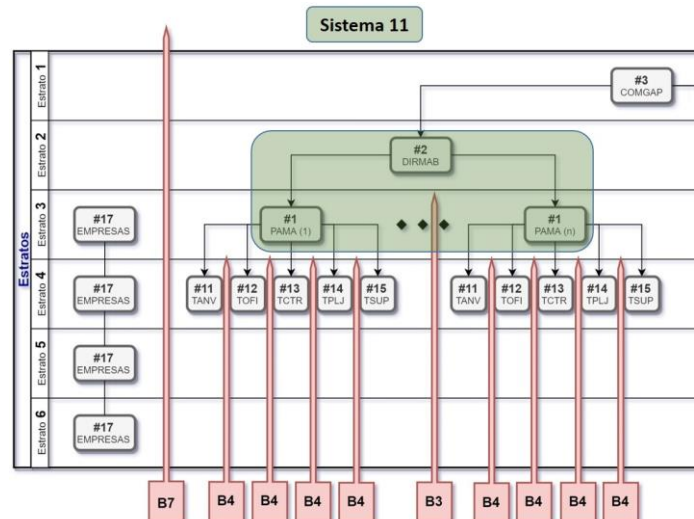 Sistema 11
Estratos
Estrato 1
#3
COMGAP
Estrato 2
#2
DIRMAB
Estrato 3
#17
EMPRESAS
#1
PAMA (1)
#1
PAMA (n)
Estrato 4
#17
EMPRESAS
#11
TANV
#12
TOFI
#13
TCTR
#14
TPLJ
#15
TSUP
#11
TANV
#12
TOFI
#13
TCTR
#14
TPLJ
#15
TSUP
Estrato 5
#17
EMPRESAS
Estrato 6
#17
EMPRESAS
B7
B4
B4
B4
B4
B3
B4
B4
B4
B4